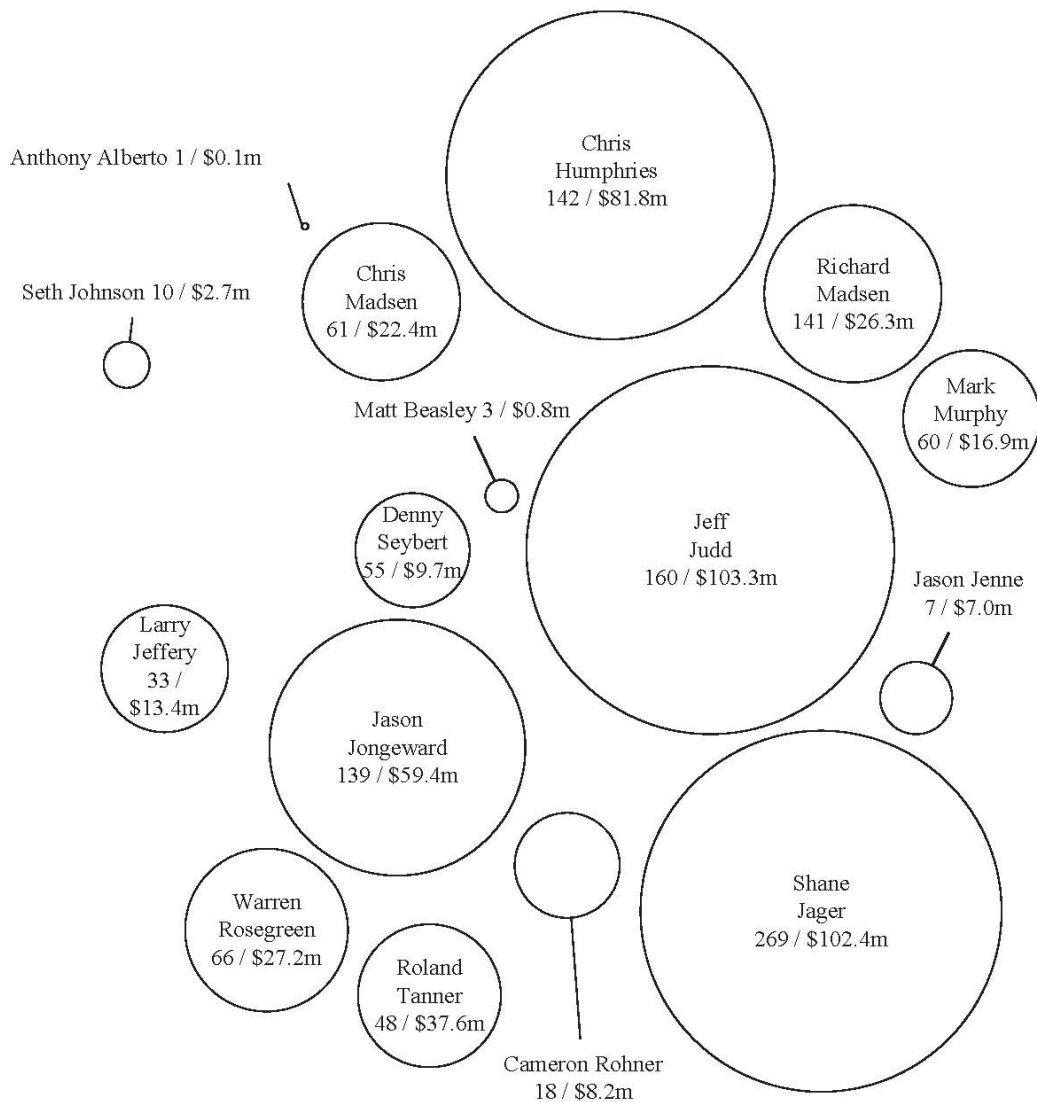 Chris
Humphries
142 / $81.8m
Anthony Alberto 1 / $0.1m
Chris
Madsen
61 / $22.4m
Richard
Madsen
141 / $26.3m
Seth Johnson 10 / $2.7m
Mark
Murphy
60 / $16.9m
Matt Beasley 3 / $0.8m
Denny
Seybert
55 / $9.7m
Jeff
Judd
160 / $103.3m
Jason Jenne
7 / $7.0m
Larry
Jeffery
33 /
$13.4m
Jason
Jongeward
139 / $59.4m
Shane
Jager
269 / $102.4m
Warren
Rosegreen
66 / $27.2m
Roland
Tanner
48 / $37.6m
Cameron Rohner
18 / $8.2m